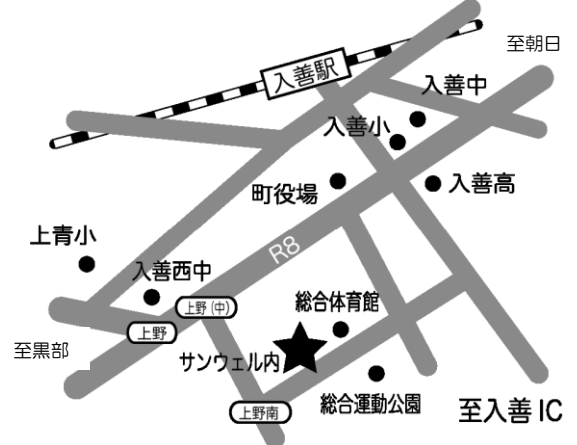 至朝日
入善駅
入善中
入善小
町役場
入善高
上青小
R8
入善西中
上野(中)
総合体育館
上野
至黒部
サンウェル内
総合運動公園
上野南
至入善IC